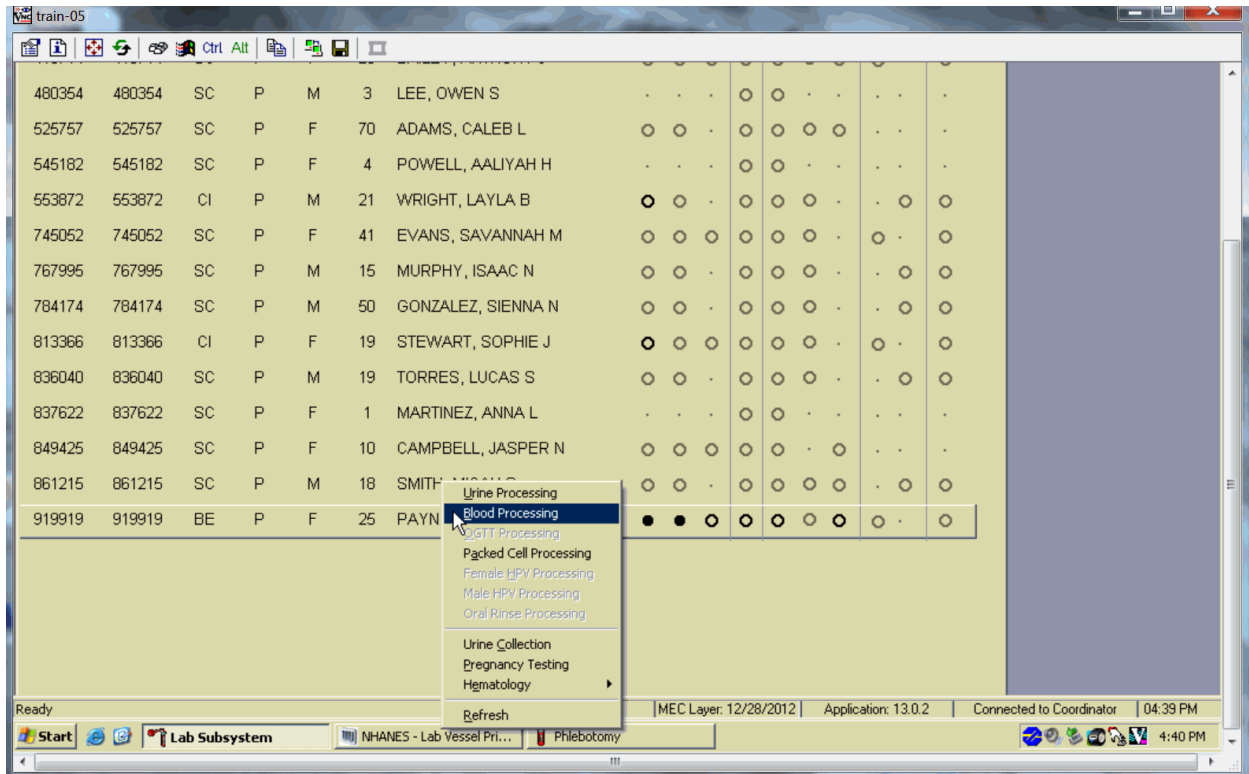 train-05
Ctrl Alt
480354 480354 SC P M 3 LEE, OWEN S
525757 525757 SC P F 70 ADAMS, CALEB L
545182 545182 SC P F 4 POWELL, AALIYAH H
553872 553872 CI P M 21 WRIGHT, LAYLA B
745052 745052 SC P F 41 EVANS, SAVANNAH M
767995 767995 SC P M 15 MURPHY, ISAAC N
784174 784174 SC P M 50 GONZALEZ, SIENNA N
813366 813366 CI P F 19 STEWART, SOPHIE J
836040 836040 SC P M 19 TORRES, LUCAS S
837622 837622 SC P F 1 MARTINEZ, ANNA L
849425 849425 SC P F 10 CAMPBELL, JASPER N
861215 861215 SC P M 18 SMITH
919919 919919 BE P F 25 PAYN
Urine Processing
Blood Processing
OGTT Processing
Packed Cell Processing
Female HPV Processing
Male HPV Processing
Oral Rinse Processing
Urine Collection
Pregnancy Testing
Hematology
Refresh
Ready MEC Layer: 12/28/2012 Application: 13.0.2 Connected to Coordinator 04:39 PM
Start Lab Subsystem NHANES - Lab Vessel Pri... Phlebotomy 4:40 PM